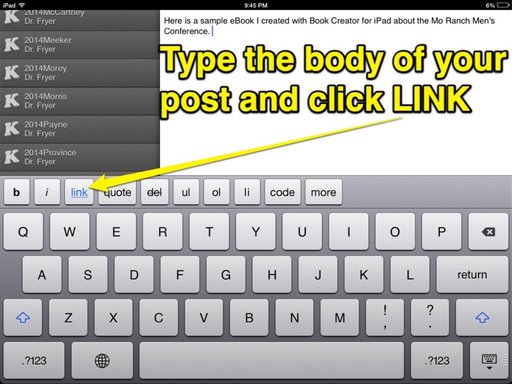 iPad 9:45 PM 6%
2014McCartney
Dr. Fryer
2014Meeker
Dr. Fryer
2014Morey
Dr. Fryer
2014Morris
Dr. Fryer
2014Payne
Dr. Fryer
2014Province
Dr. Fryer
Here is a sample eBook I created with Book Creator for iPad about the Mo Ranch Men's
Conference.
Type the body of your
post and click LINK
b i link quote del ul ol li code more
Q W E R T Y U I O P
A S D F G H J K L return
Z X C V B N M ! , ? .
.?123 .?123